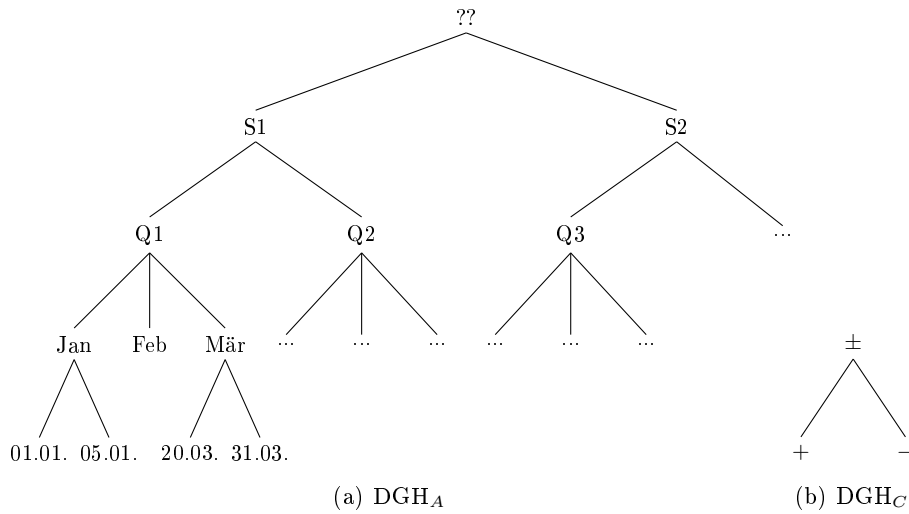 ??
S1 S2
Q1 Q2 Q3 ...
Jan Feb Mär ... ... ... ... ... ... ±
01.01. 05.01. 20.03. 31.03. + −
(a) DGH_A (b) DGH_C